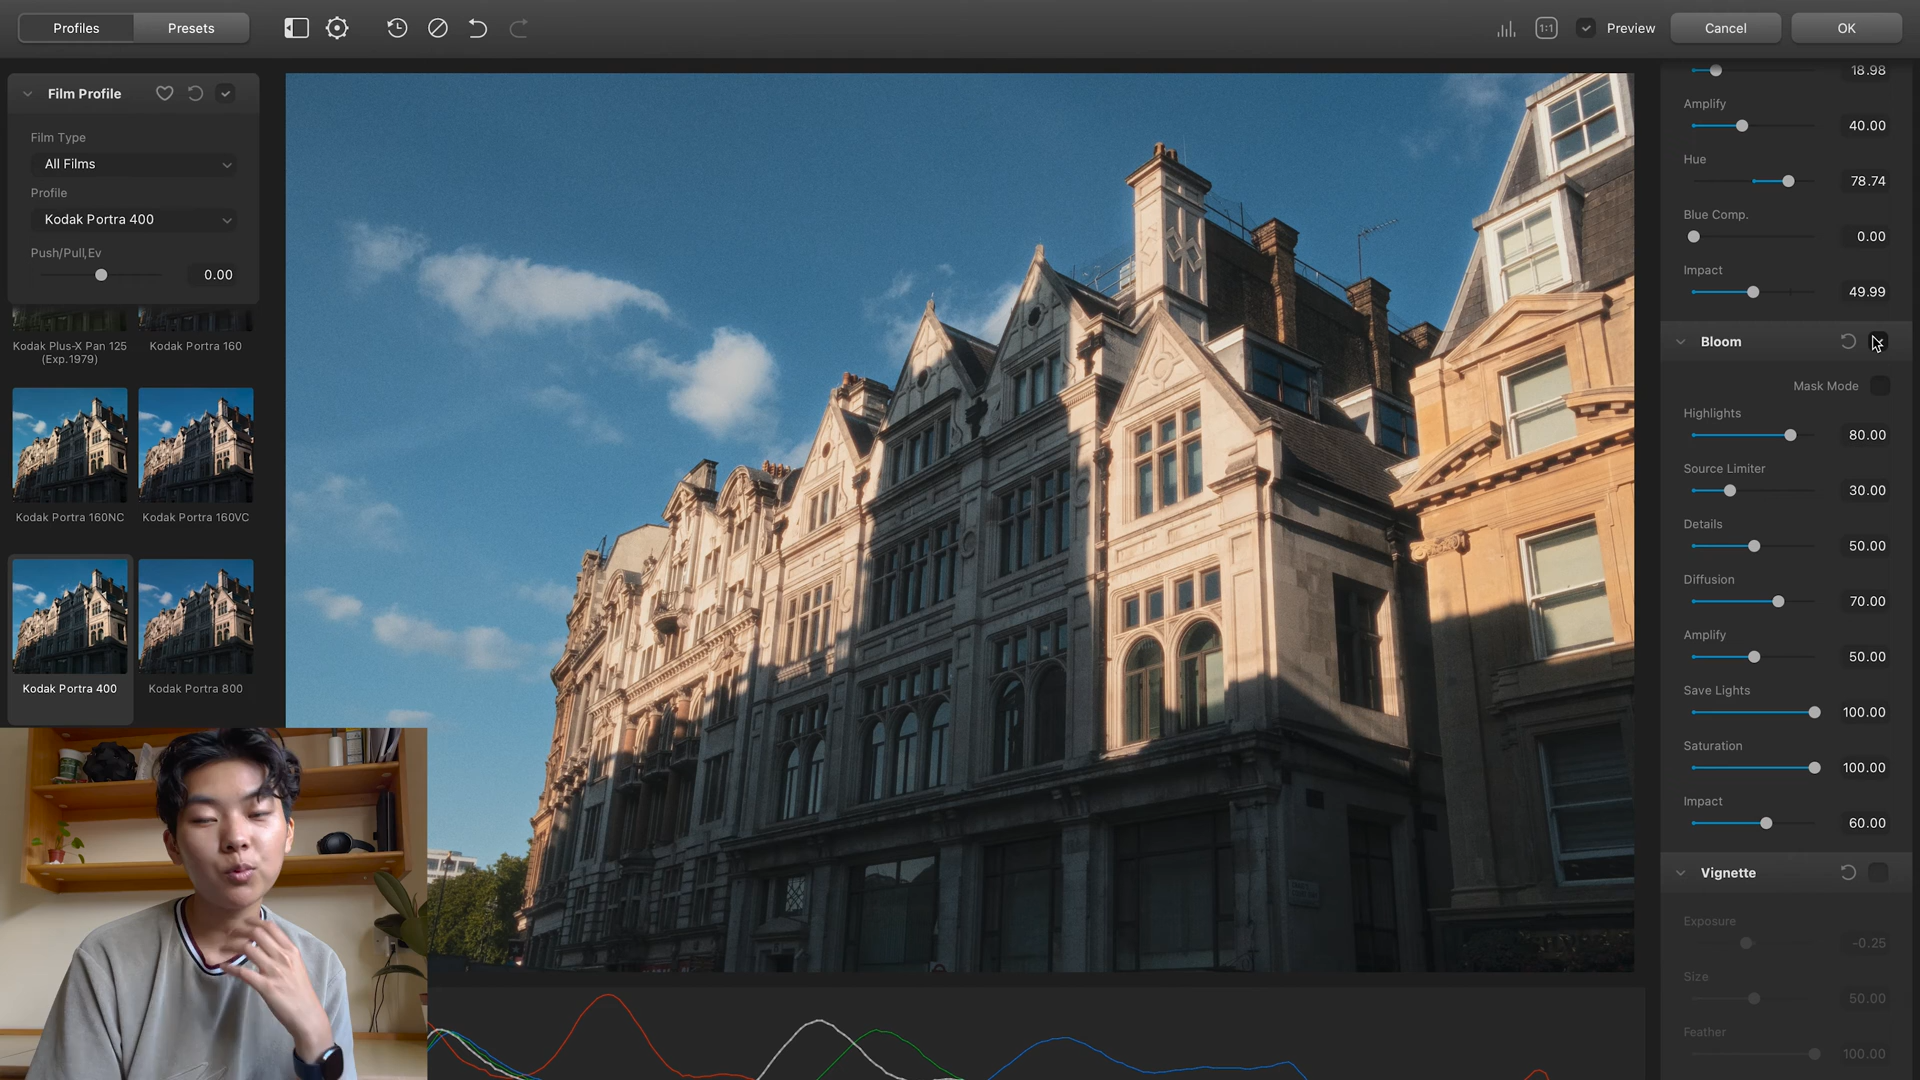 Profiles
Presets
1:1
Preview
Cancel
OK
Film Profile
Film Type
All Films
Profile
Kodak Portra 400
Push/Pull,Ev
0.00
Kodak Plus-X Pan 125
(Exp.1979)
Kodak Portra 160
Kodak Portra 160NC
Kodak Portra 160VC
Kodak Portra 400
Kodak Portra 800
18.98
Amplify
40.00
Hue
78.74
Blue Comp.
0.00
Impact
49.99
Bloom
Mask Mode
Highlights
80.00
Source Limiter
30.00
Details
50.00
Diffusion
70.00
Amplify
50.00
Save Lights
100.00
Saturation
100.00
Impact
60.00
Vignette
Exposure
-0.25
Size
50.00
Feather
100.00